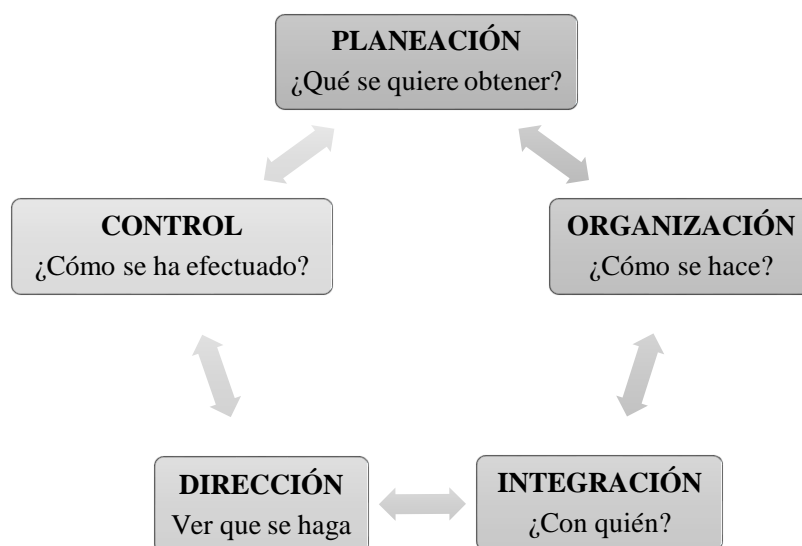 PLANEACIÓN
¿Qué se quiere obtener?
CONTROL
¿Cómo se ha efectuado?
ORGANIZACIÓN
¿Cómo se hace?
DIRECCIÓN
Ver que se haga
INTEGRACIÓN
¿Con quién?